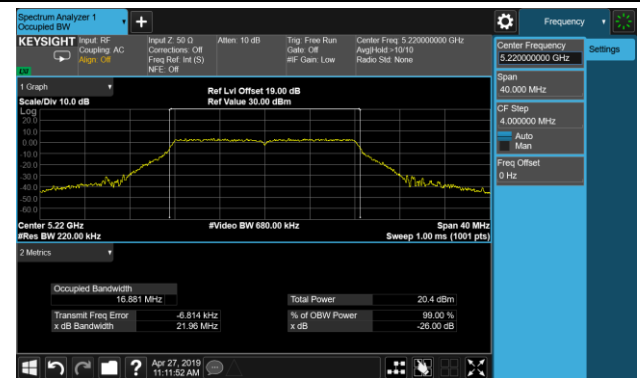 Spectrum Analyzer 1
Occupied BW
+
Frequency
KEYSIGHT
Input: RF
Coupling: AC
Align: Off
Input Z: 50 Ω
Corrections: Off
Freq Ref: Int (S)
NFE: Off
Atten: 10 dB
Trig: Free Run
Gate: Off
#IF Gain: Low
Center Freq: 5.220000000 GHz
Avg|Hold:>10/10
Radio Std: None
Center Frequency
5.220000000 GHz
Settings
Span
40.000 MHz
CF Step
4.000000 MHz
Auto
Man
Freq Offset
0 Hz
1 Graph
Scale/Div 10.0 dB
Ref Lvl Offset 19.00 dB
Ref Value 30.00 dBm
Log
20.0
10.0
0.00
-10.0
-20.0
-30.0
-40.0
-50.0
-60.0
Center 5.22 GHz
#Video BW 680.00 kHz
Span 40 MHz
#Res BW 220.00 kHz
Sweep 1.00 ms (1001 pts)
2 Metrics
Occupied Bandwidth
16.881 MHz
Total Power
20.4 dBm
Transmit Freq Error
-6.814 kHz
% of OBW Power
99.00 %
x dB Bandwidth
21.96 MHz
x dB
-26.00 dB
?
Apr 27, 2019
11:11:52 AM